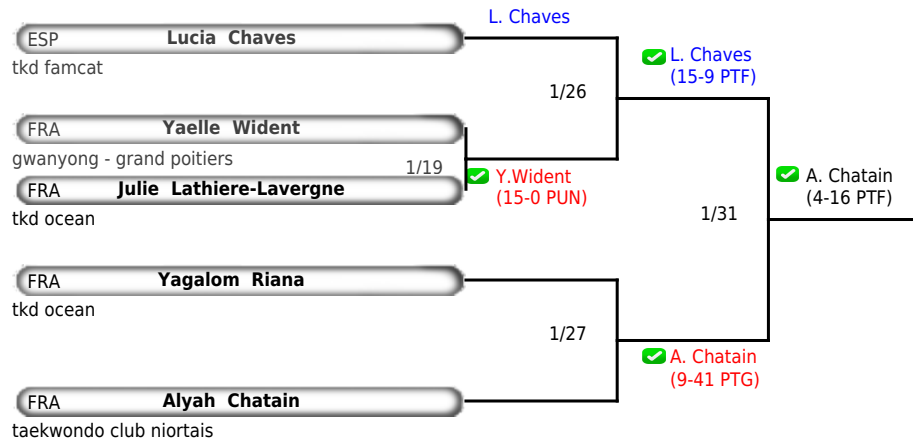 L. Chaves
ESP Lucia Chaves
tkd famcat
L. Chaves
(15-9 PTF)
1/26
FRA Yaelle Wident
gwanyong - grand poitiers
1/19
Y.Wident
(15-0 PUN)
FRA Julie Lathiere-Lavergne
tkd ocean
A. Chatain
(4-16 PTF)
1/31
FRA Yagalom Riana
tkd ocean
1/27
A. Chatain
(9-41 PTG)
FRA Alyah Chatain
taekwondo club niortais